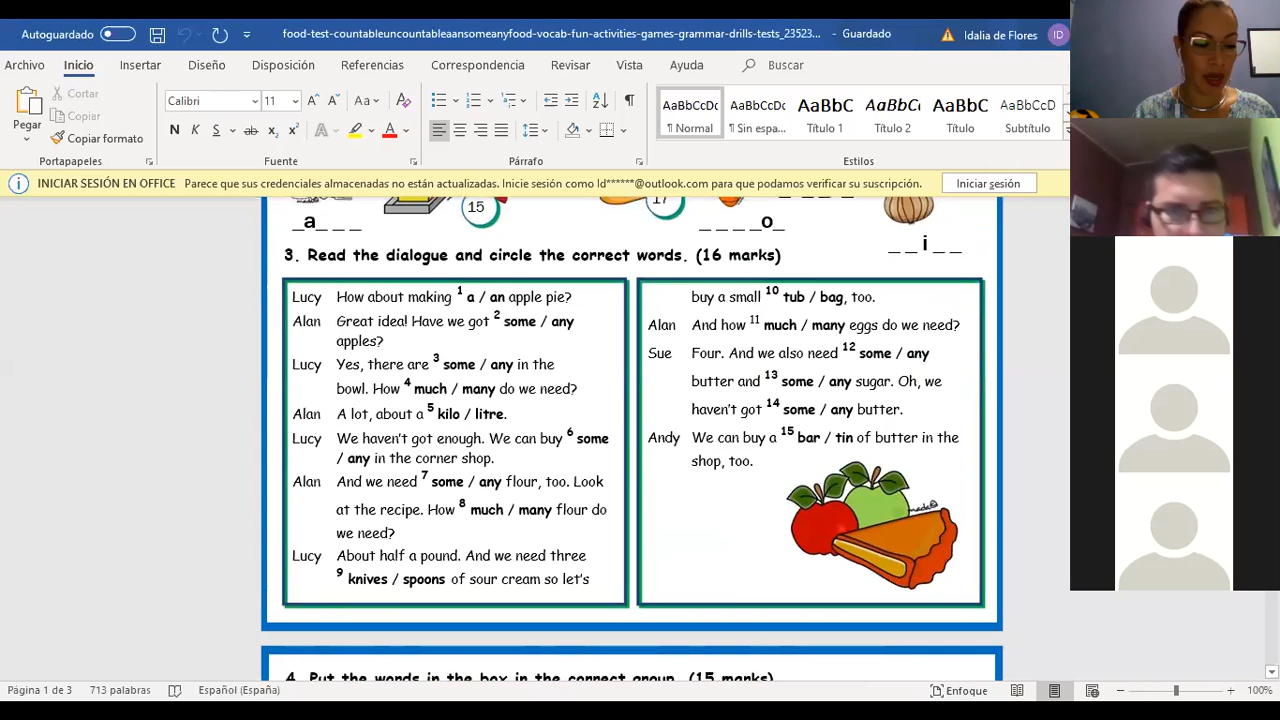 Autoguardado
food-test-countableuncountableaansomeanyfood-vocab-fun-activities-games-grammar-drills-tests_23523... - Guardado
Idalia de Flores
ID
Archivo Inicio Insertar Diseño Disposición Referencias Correspondencia Revisar Vista Ayuda Buscar
Pegar
Cortar
Copiar
Copiar formato
Portapapeles
Calibri 11
N K S ab x₂ x²
Fuente
Párrafo
AaBbCcDc AaBbCcDc AaBbC AaBbCc AaBbC AaBbCcD
¶ Normal ¶ Sin espa... Título 1 Título 2 Título Subtítulo
Estilos
INICIAR SESIÓN EN OFFICE Parece que sus credenciales almacenadas no están actualizadas. Inicie sesión como Id******@outlook.com para que podamos verificar su suscripción. Iniciar sesión
15
17
_a_ _ _
_ _ _ _o_
_ _i_ _
3. Read the dialogue and circle the correct words. (16 marks)
Lucy How about making 1 a / an apple pie?
Alan Great idea! Have we got 2 some / any
apples?
Lucy Yes, there are 3 some / any in the
bowl. How 4 much / many do we need?
Alan A lot, about a 5 kilo / litre.
Lucy We haven't got enough. We can buy 6 some
/ any in the corner shop.
Alan And we need 7 some / any flour, too. Look
at the recipe. How 8 much / many flour do
we need?
Lucy About half a pound. And we need three
9 knives / spoons of sour cream so let's
buy a small 10 tub / bag, too.
Alan And how 11 much / many eggs do we need?
Sue Four. And we also need 12 some / any
butter and 13 some / any sugar. Oh, we
haven't got 14 some / any butter.
Andy We can buy a 15 bar / tin of butter in the
shop, too.
4. Put the words in the box in the correct group. (15 marks)
Página 1 de 3 713 palabras Español (España) Enfoque 100%